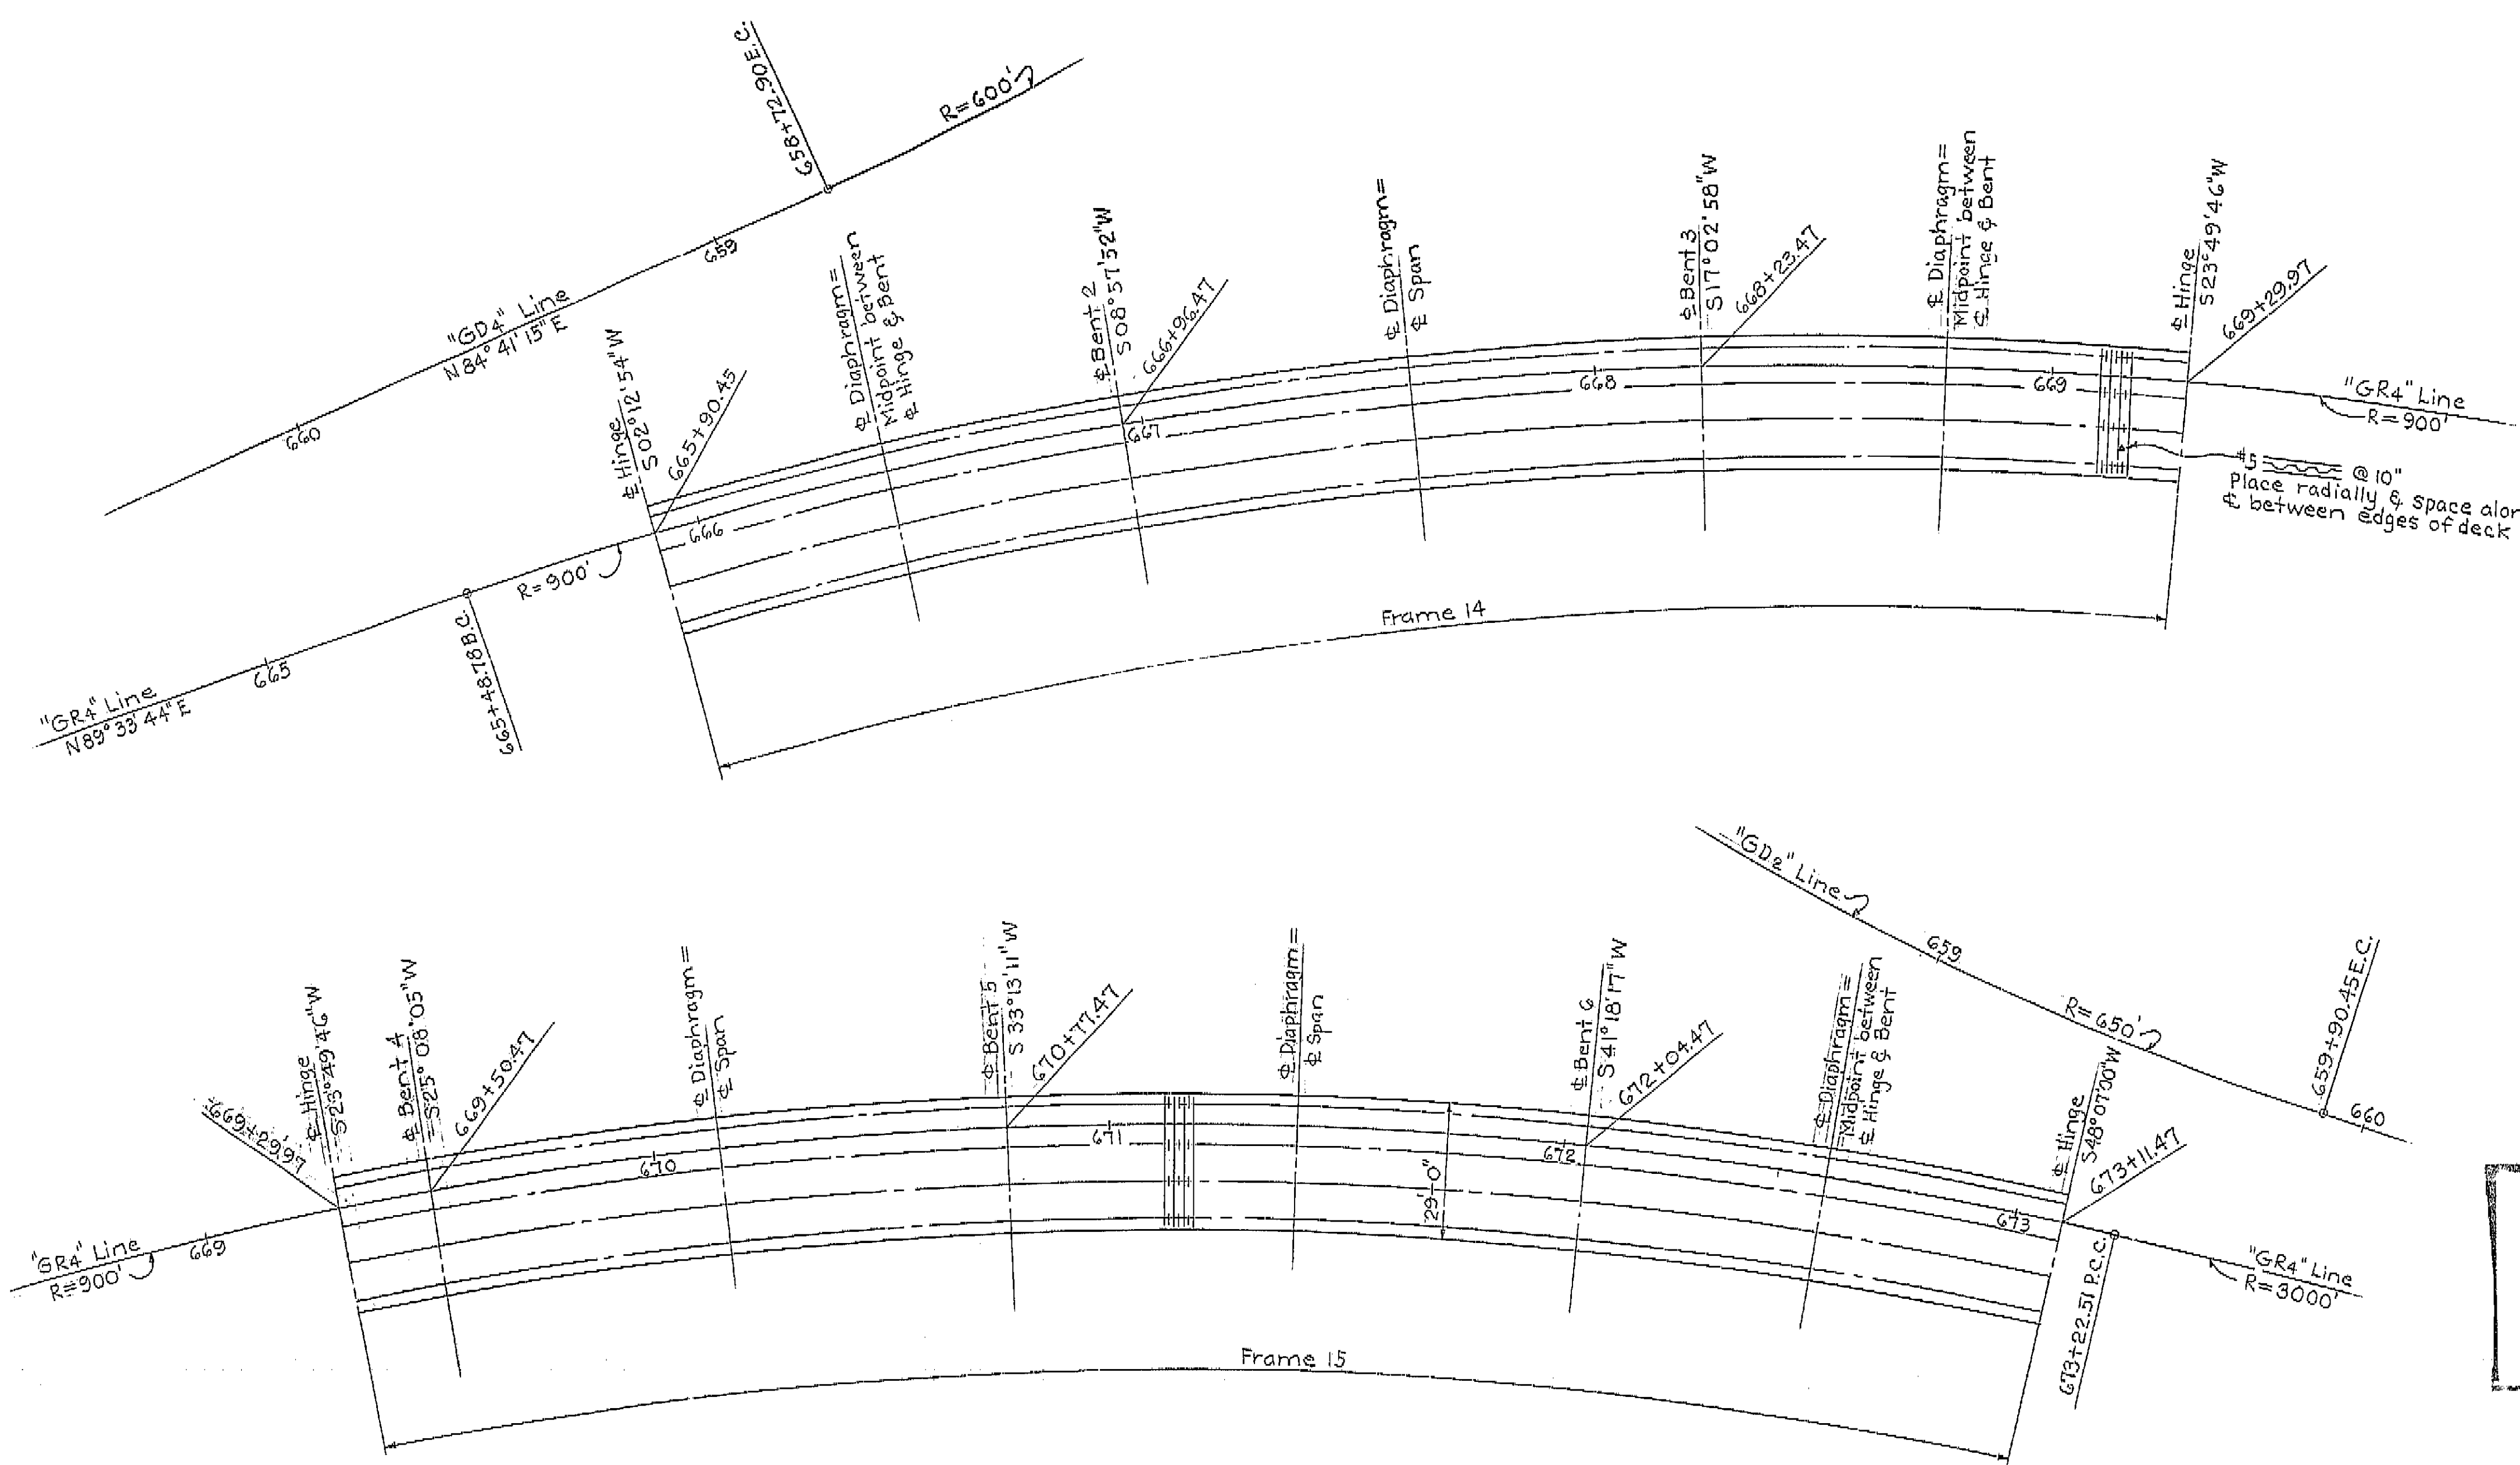 658+72.90E.C.
R=600'
659
"GD4" Line
N84°41'15"E
660
℄ Hinge
S02°12'54"W
665+90.45
℄ Diaphragm=
Midpoint between
℄ Hinge & Bent
℄ Bent 2
S08°57'52"W
666+96.47
℄ Diaphragm=
℄ Span
℄ Bent 3
S17°02'58"W
668+23.47
℄ Diaphragm=
Midpoint between
℄ Hinge & Bent
℄ Hinge
S23°49'46"W
669+29.97
666
667
668
669
"GR4" Line
R=900'
#5 @ 10"
Place radially & space alon
℄ between edges of deck
R=900'
665+48.78B.C.
665
"GR4" Line
N89°33'44"E
Frame 14
"GD2" Line
659
R=650'
659+90.45E.C.
660
669+29.97
℄ Hinge
S23°49'46"W
℄ Bent 4
S25°08'05"W
669+50.47
℄ Diaphragm=
℄ Span
℄ Bent 5
S33°13'11"W
670+77.47
℄ Diaphragm=
℄ Span
℄ Bent 6
S41°18'17"W
672+04.47
℄ Diaphragm=
Midpoint between
℄ Hinge & Bent
℄ Hinge
S48°07'00"W
673+11.47
670
671
672
673
29'-0"
"GR4" Line
R=900'
669
"GR4" Line
R=3000'
673+22.51 P.C.C.
Frame 15